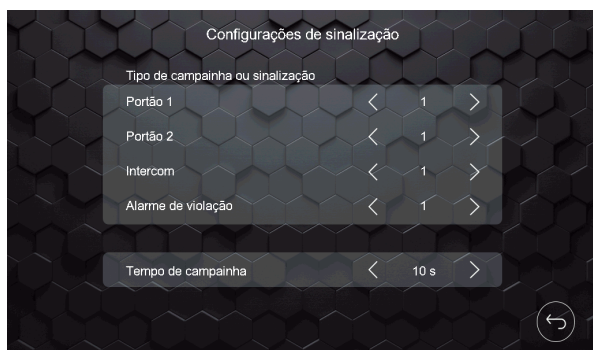 Configurações de sinalização
Tipo de campainha ou sinalização
Portão 1 < 1 >
Portão 2 < 1 >
Intercom < 1 >
Alarme de violação < 1 >
Tempo de campainha < 10 s >